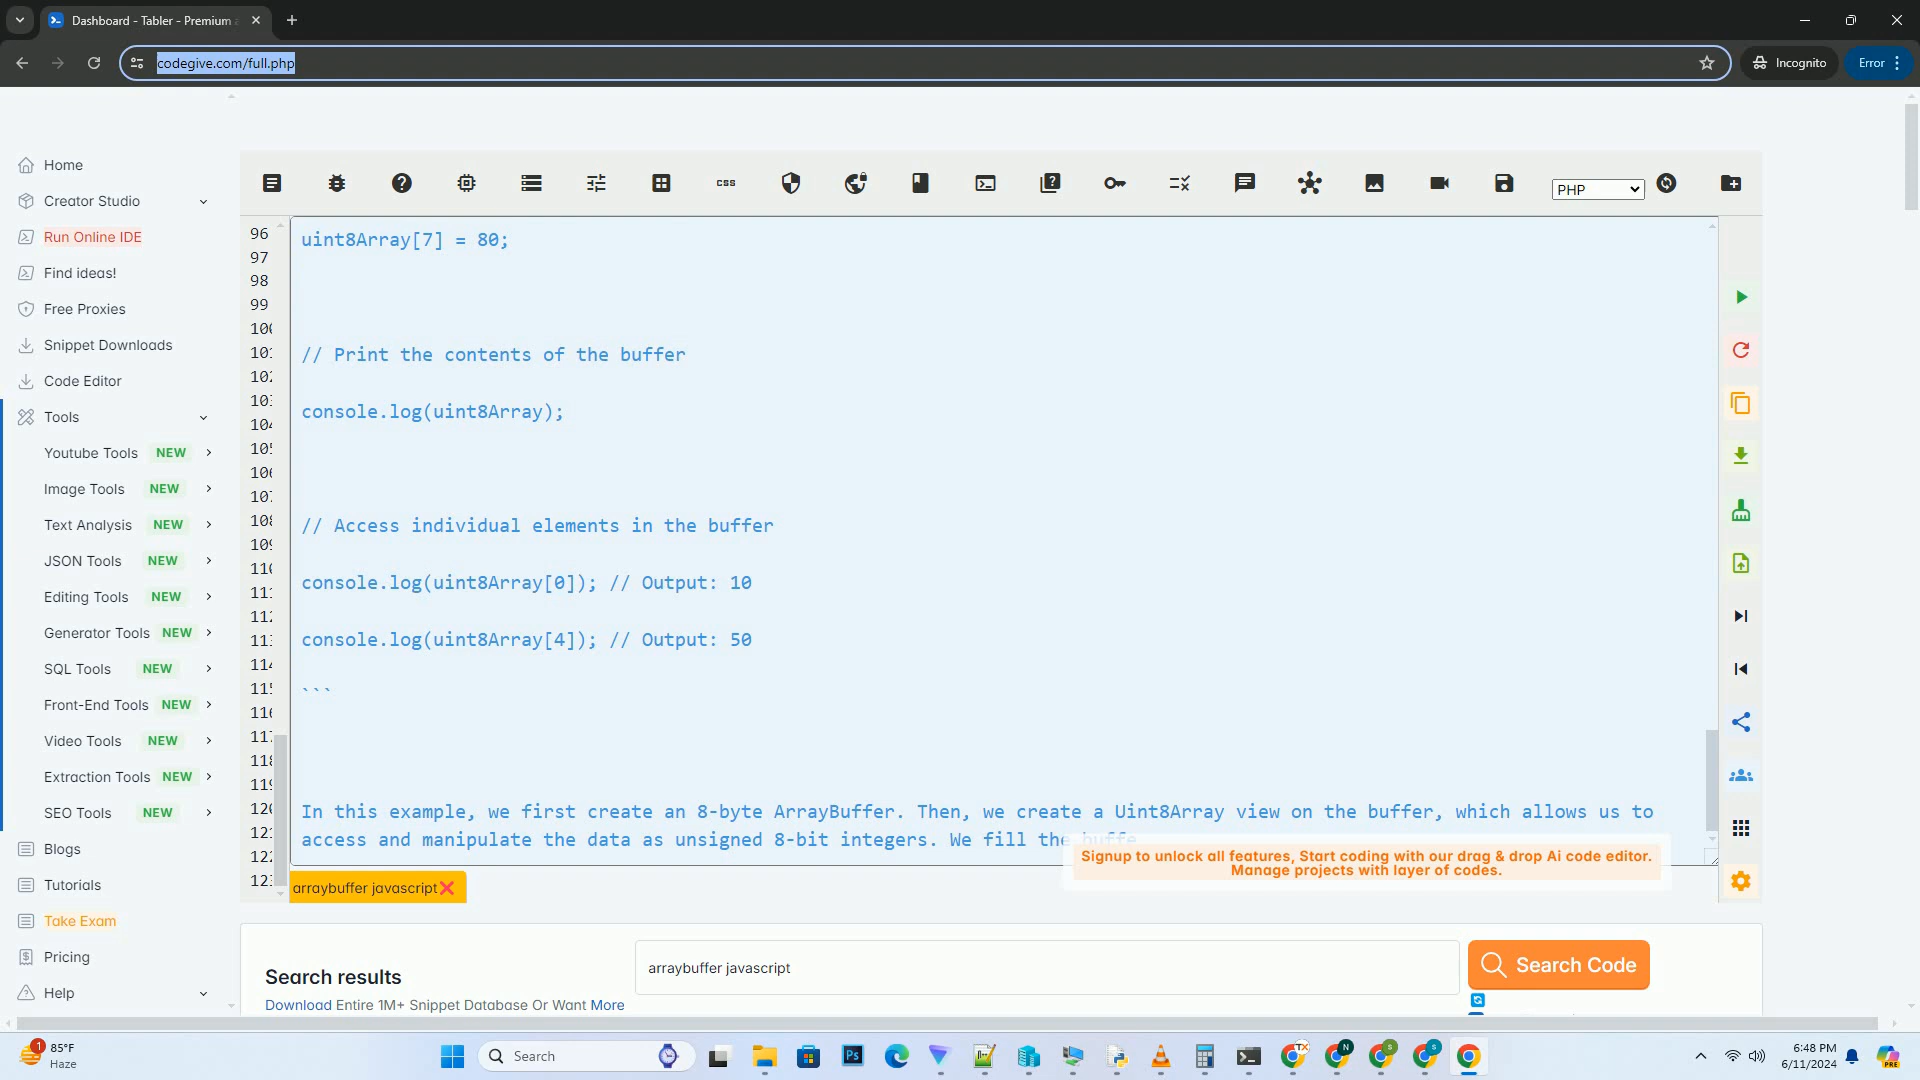 Dashboard - Tabler - Premium
codegive.com/full.php
Incognito
Error
Home
Creator Studio
Run Online IDE
Find ideas!
Free Proxies
Snippet Downloads
Code Editor
Tools
Youtube Tools NEW
Image Tools NEW
Text Analysis NEW
JSON Tools NEW
Editing Tools NEW
Generator Tools NEW
SQL Tools NEW
Front-End Tools NEW
Video Tools NEW
Extraction Tools NEW
SEO Tools NEW
Blogs
Tutorials
Take Exam
Pricing
Help
css
PHP
96
97
98
99
uint8Array[7] = 80;
// Print the contents of the buffer
console.log(uint8Array);
// Access individual elements in the buffer
console.log(uint8Array[0]); // Output: 10
console.log(uint8Array[4]); // Output: 50
```
In this example, we first create an 8-byte ArrayBuffer. Then, we create a Uint8Array view on the buffer, which allows us to
access and manipulate the data as unsigned 8-bit integers. We fill the buffe
Signup to unlock all features, Start coding with our drag & drop Ai code editor.
Manage projects with layer of codes.
arraybuffer javascript
Search results
Download Entire 1M+ Snippet Database Or Want More
arraybuffer javascript
Search Code
1
85°F
Haze
Search
Ps
TX
N
S
S
6:48 PM
6/11/2024
PRE